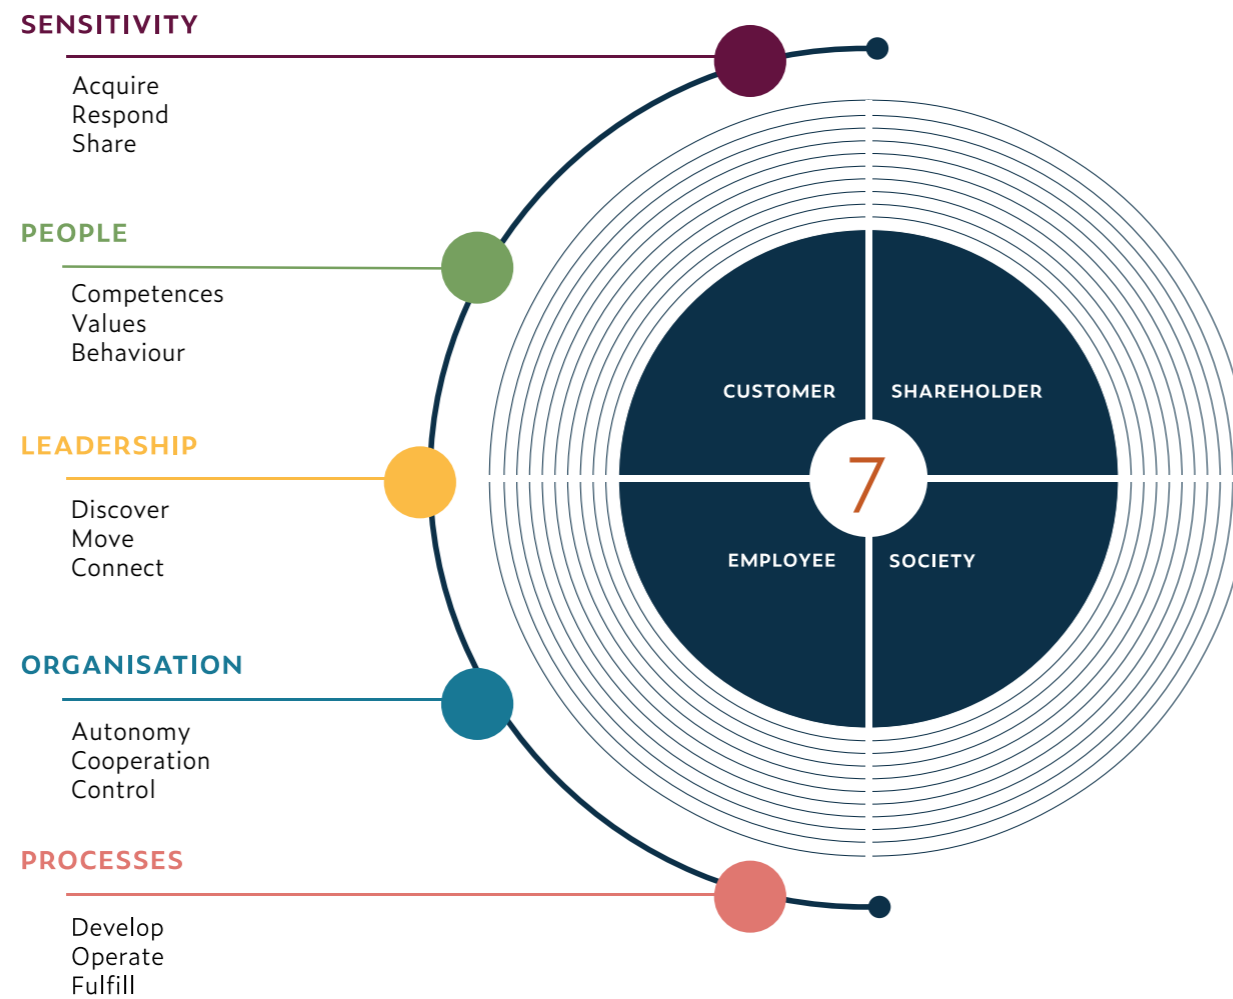 SENSITIVITY
Acquire
Respond
Share
PEOPLE
Competences
Values
Behaviour
LEADERSHIP
Discover
Move
Connect
ORGANISATION
Autonomy
Cooperation
Control
PROCESSES
Develop
Operate
Fulfill
CUSTOMER
SHAREHOLDER
7
EMPLOYEE
SOCIETY